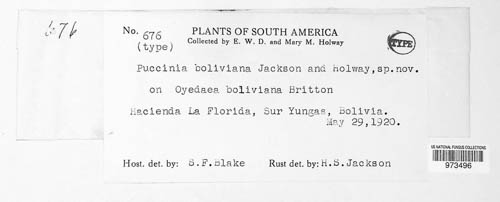 676
No. 676
(type)
PLANTS OF SOUTH AMERICA
Collected by E. W. D. and Mary M. Holway
TYPE
Puccinia boliviana Jackson and Holway,sp.nov.
on Oyedaea boliviana Britton
Hacienda La Florida, Sur Yungas, Bolivia.
May 29,1920.
Host. det. by: S.F.Blake Rust det. by: H.S.Jackson
US NATIONAL FUNGUS COLLECTIONS
973496